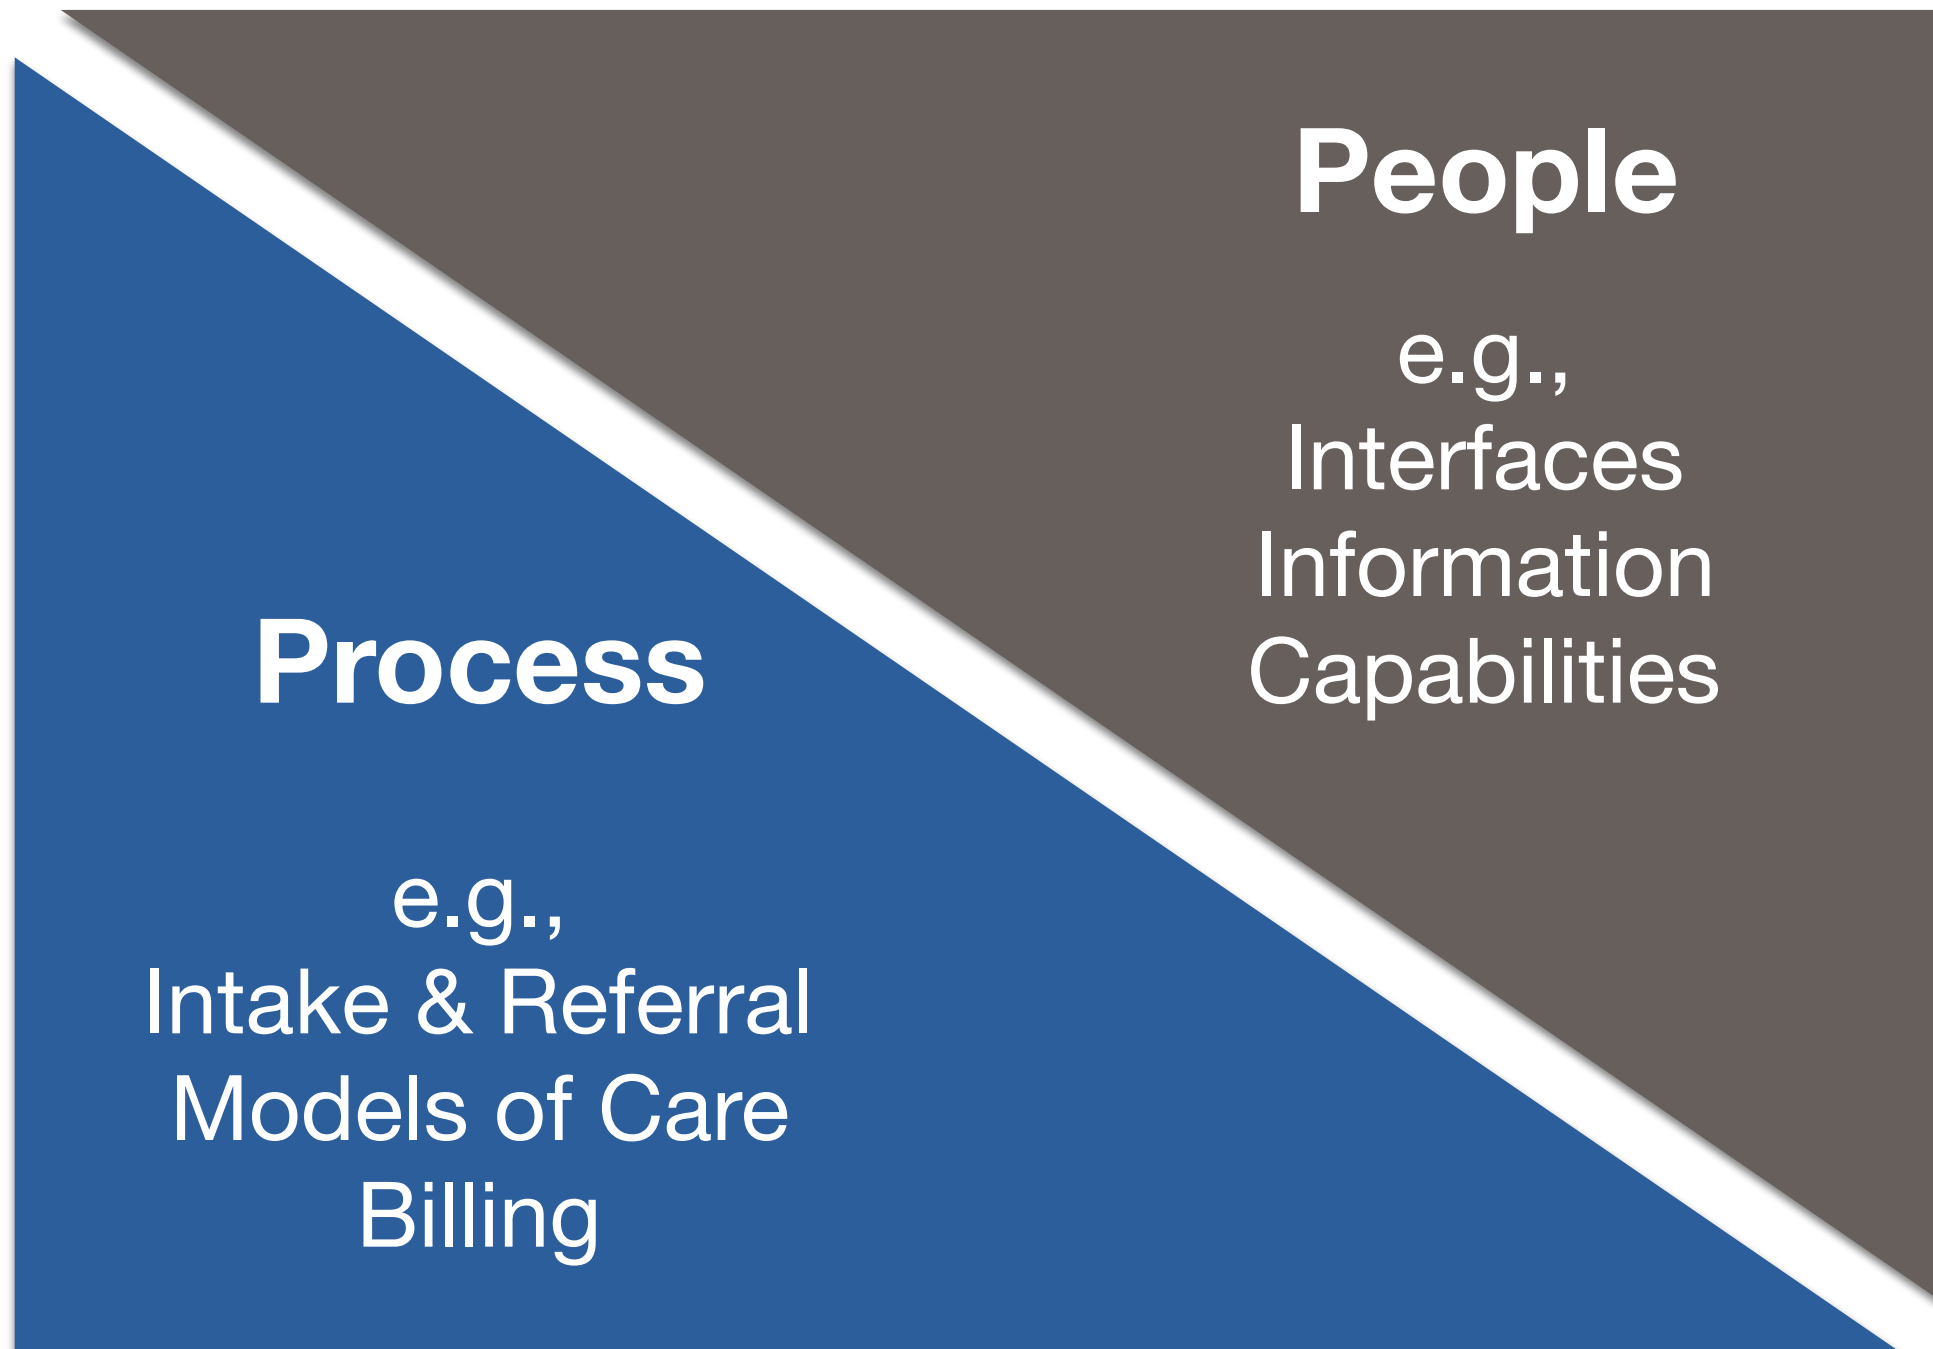 People
e.g.,
Interfaces
Information
Capabilities
Process
e.g.,
Intake & Referral
Models of Care
Billing